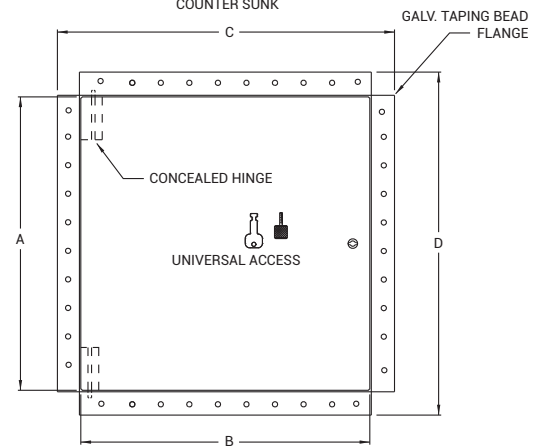 COUNTER SUNK
C
GALV. TAPING BEAD
FLANGE
CONCEALED HINGE
A
D
UNIVERSAL ACCESS
B